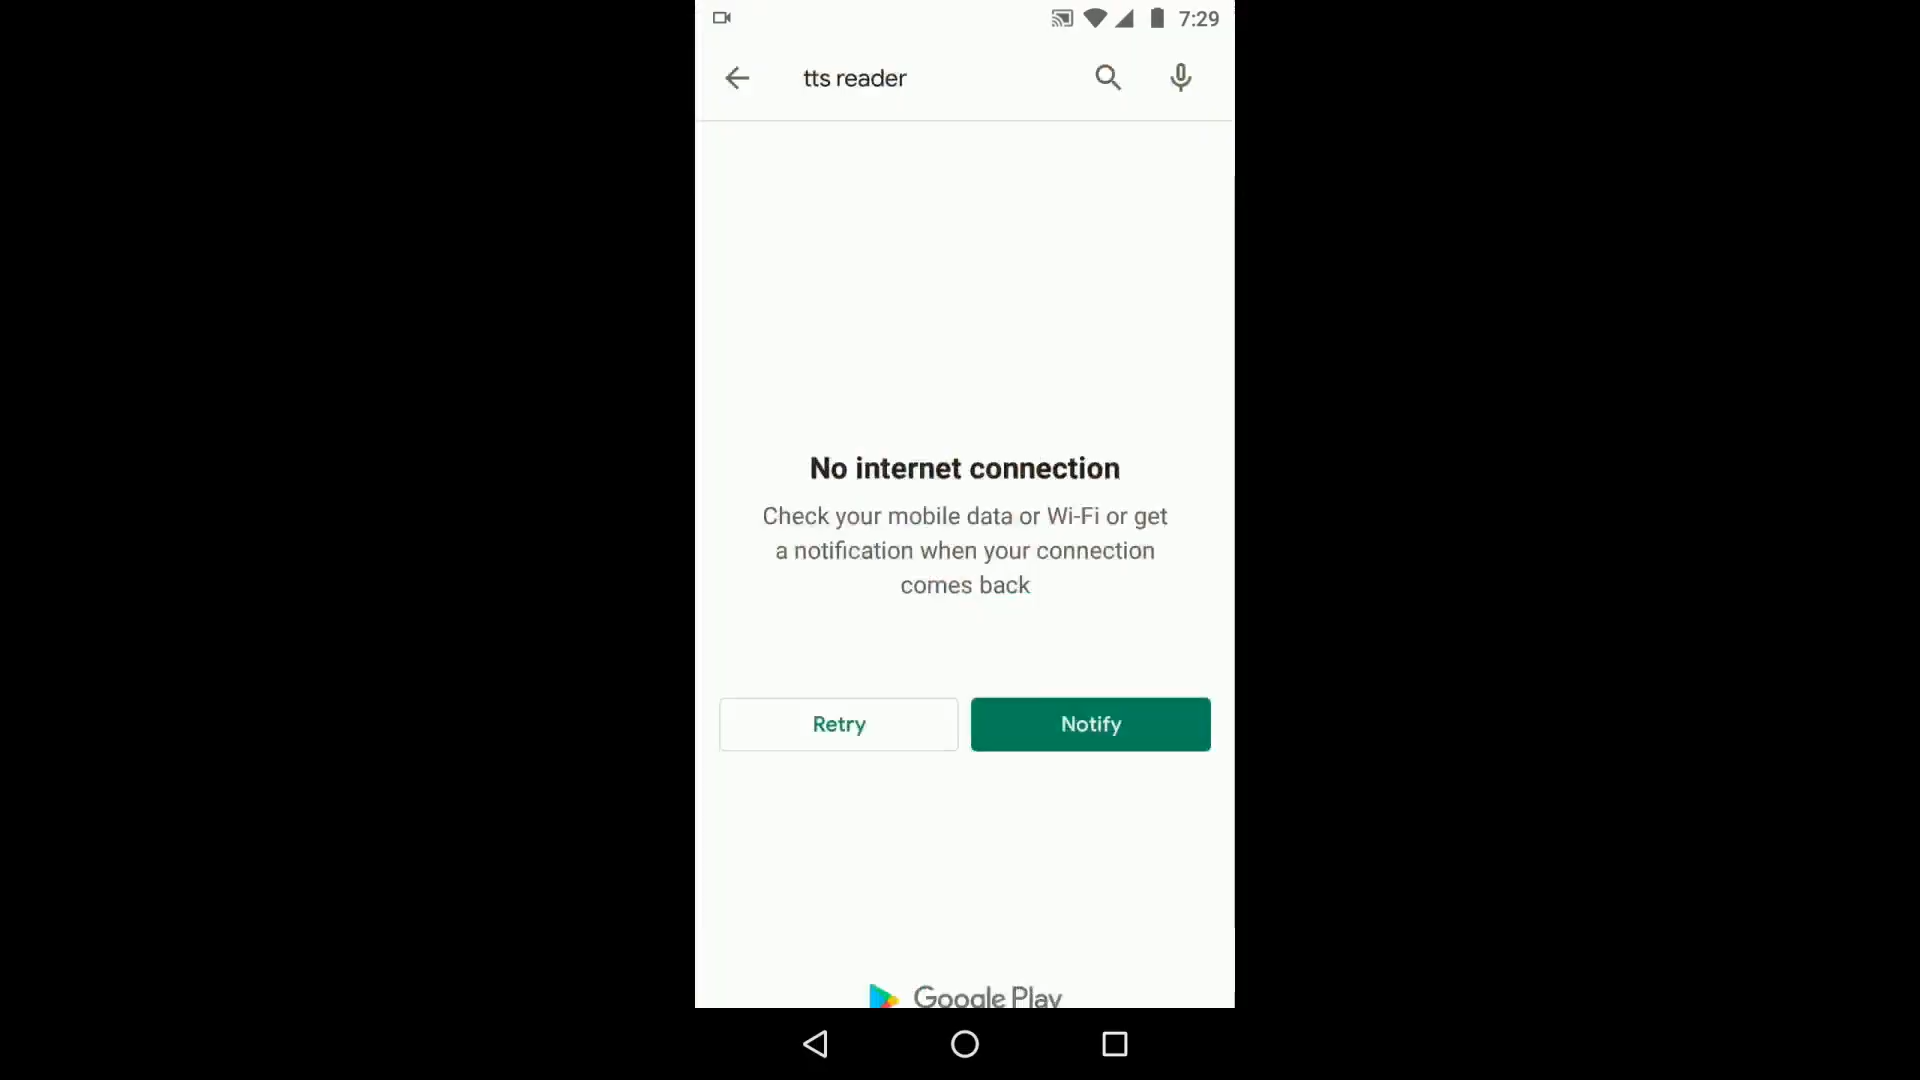 7:29
tts reader
No internet connection
Check your mobile data or Wi-Fi or get
a notification when your connection
comes back
Retry
Notify
Google Play